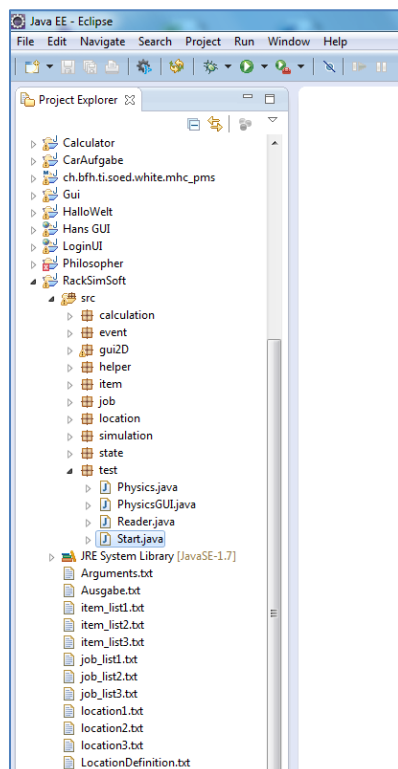 Java EE - Eclipse
File Edit Navigate Search Project Run Window Help
Project Explorer
Calculator
CarAufgabe
ch.bfh.ti.soed.white.mhc_pms
Gui
HalloWelt
Hans GUI
LoginUI
Philosopher
RackSimSoft
src
calculation
event
gui2D
helper
item
job
location
simulation
state
test
Physics.java
PhysicsGUI.java
Reader.java
Start.java
JRE System Library [JavaSE-1.7]
Arguments.txt
Ausgabe.txt
item_list1.txt
item_list2.txt
item_list3.txt
job_list1.txt
job_list2.txt
job_list3.txt
location1.txt
location2.txt
location3.txt
LocationDefinition.txt